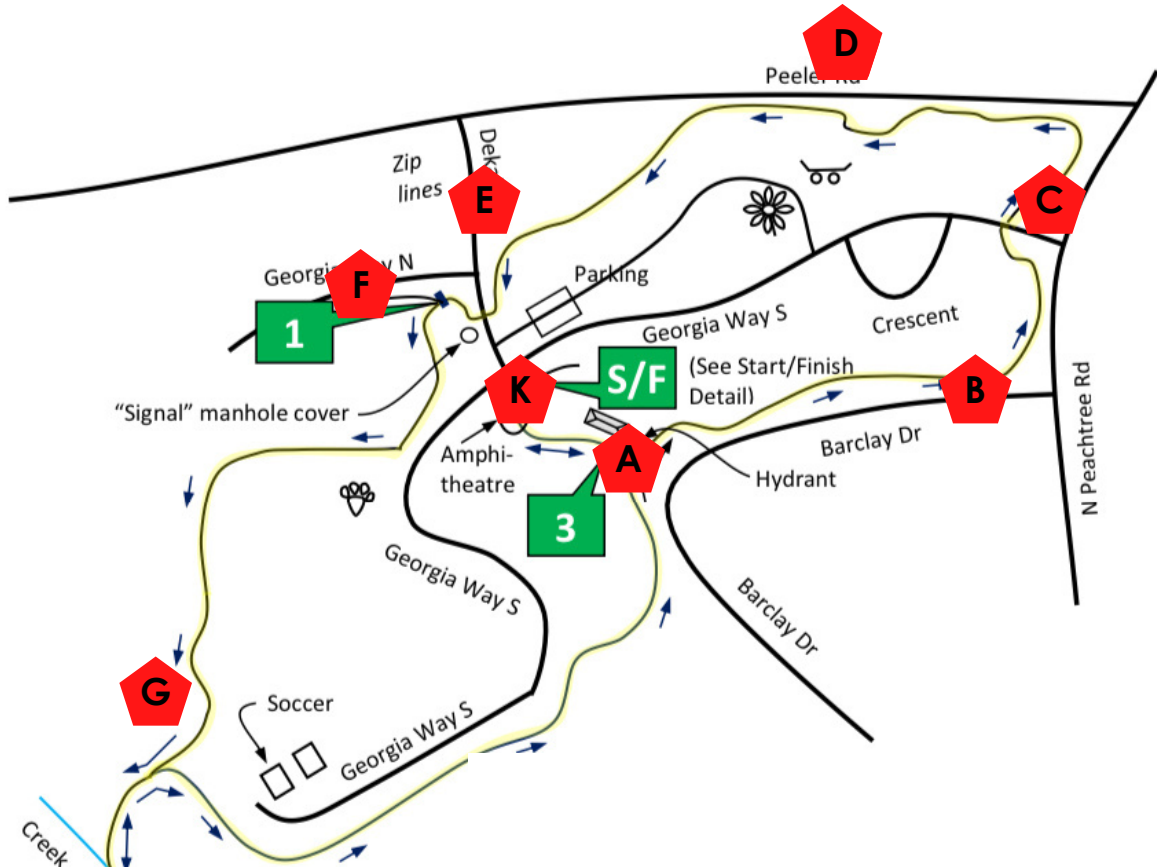 D
Peeler Rd
Zip
lines
E
C
Georgia
N
F
1
Parking
Georgia Way S
Crescent
"Signal" manhole cover
K
S/F
(See Start/Finish
Detail)
B
Barclay Dr
N Peachtree Rd
Amphi-
theatre
A
Hydrant
3
Georgia Way S
Barclay Dr
G
Soccer
Georgia Way S
Creek